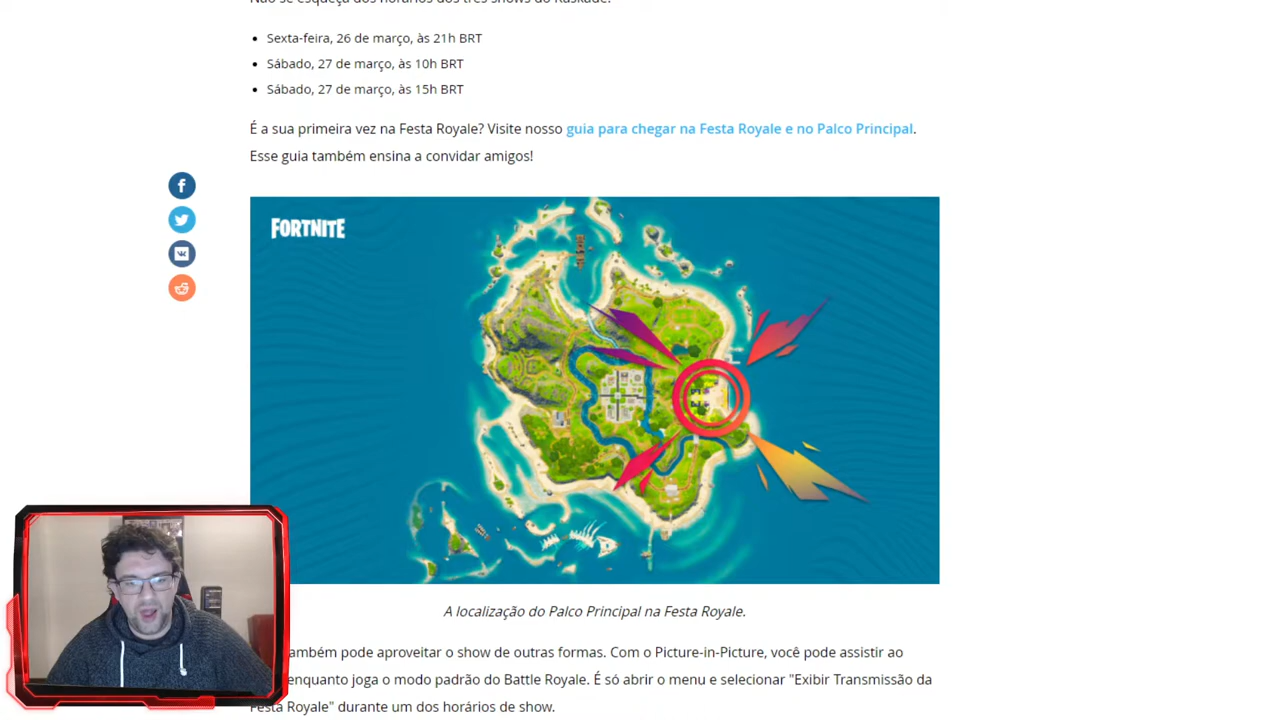 Não se esqueça dos horários dos três shows do Kaskade:
Sexta-feira, 26 de março, às 21h BRT
Sábado, 27 de março, às 10h BRT
Sábado, 27 de março, às 15h BRT
É a sua primeira vez na Festa Royale? Visite nosso guia para chegar na Festa Royale e no Palco Principal.
Esse guia também ensina a convidar amigos!
FORTNITE
A localização do Palco Principal na Festa Royale.
ambém pode aproveitar o show de outras formas. Com o Picture-in-Picture, você pode assistir ao
enquanto joga o modo padrão do Battle Royale. É só abrir o menu e selecionar "Exibir Transmissão da
Festa Royale" durante um dos horários de show.